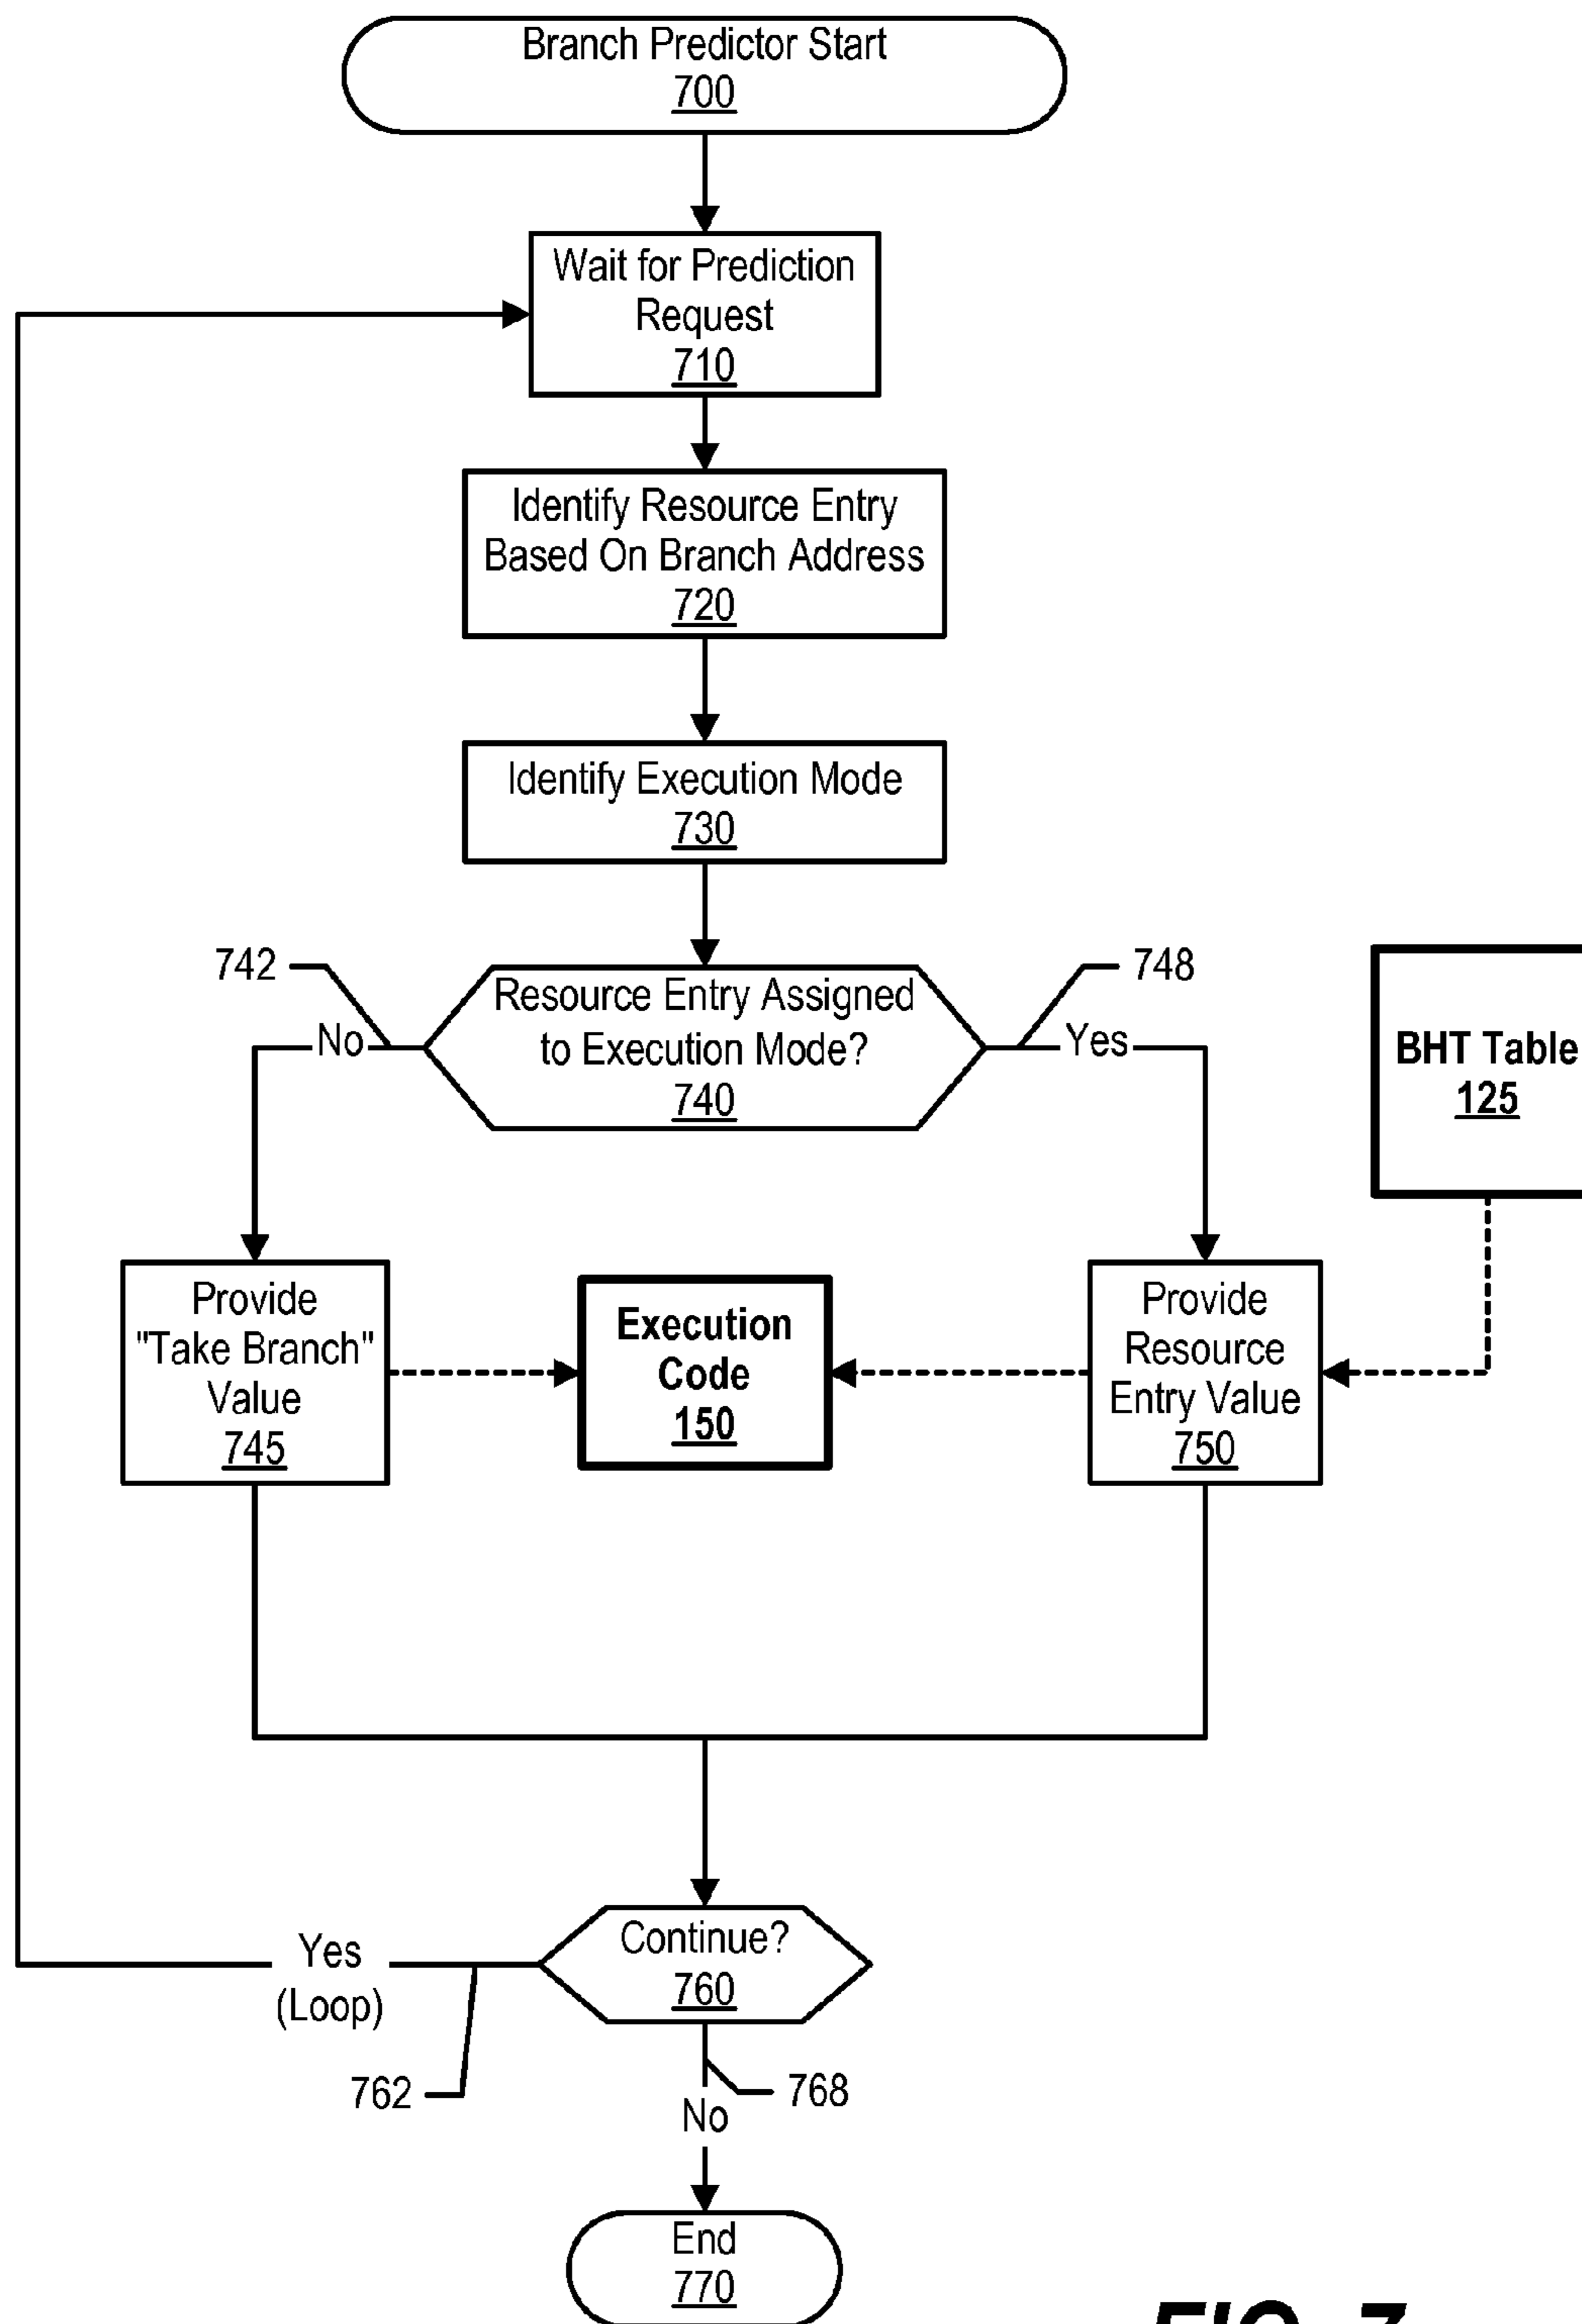 Branch Predictor Start
700
Wait for Prediction
Request
710
Identify Resource Entry
Based On Branch Address
720
Identify Execution Mode
730
742
748
Resource Entry Assigned
to Execution Mode?
740
No
Yes
BHT Table
125
Provide
"Take Branch"
Value
745
Execution
Code
150
Provide
Resource
Entry Value
750
Continue?
760
Yes
(Loop)
762
768
No
End
770
FIG. 7